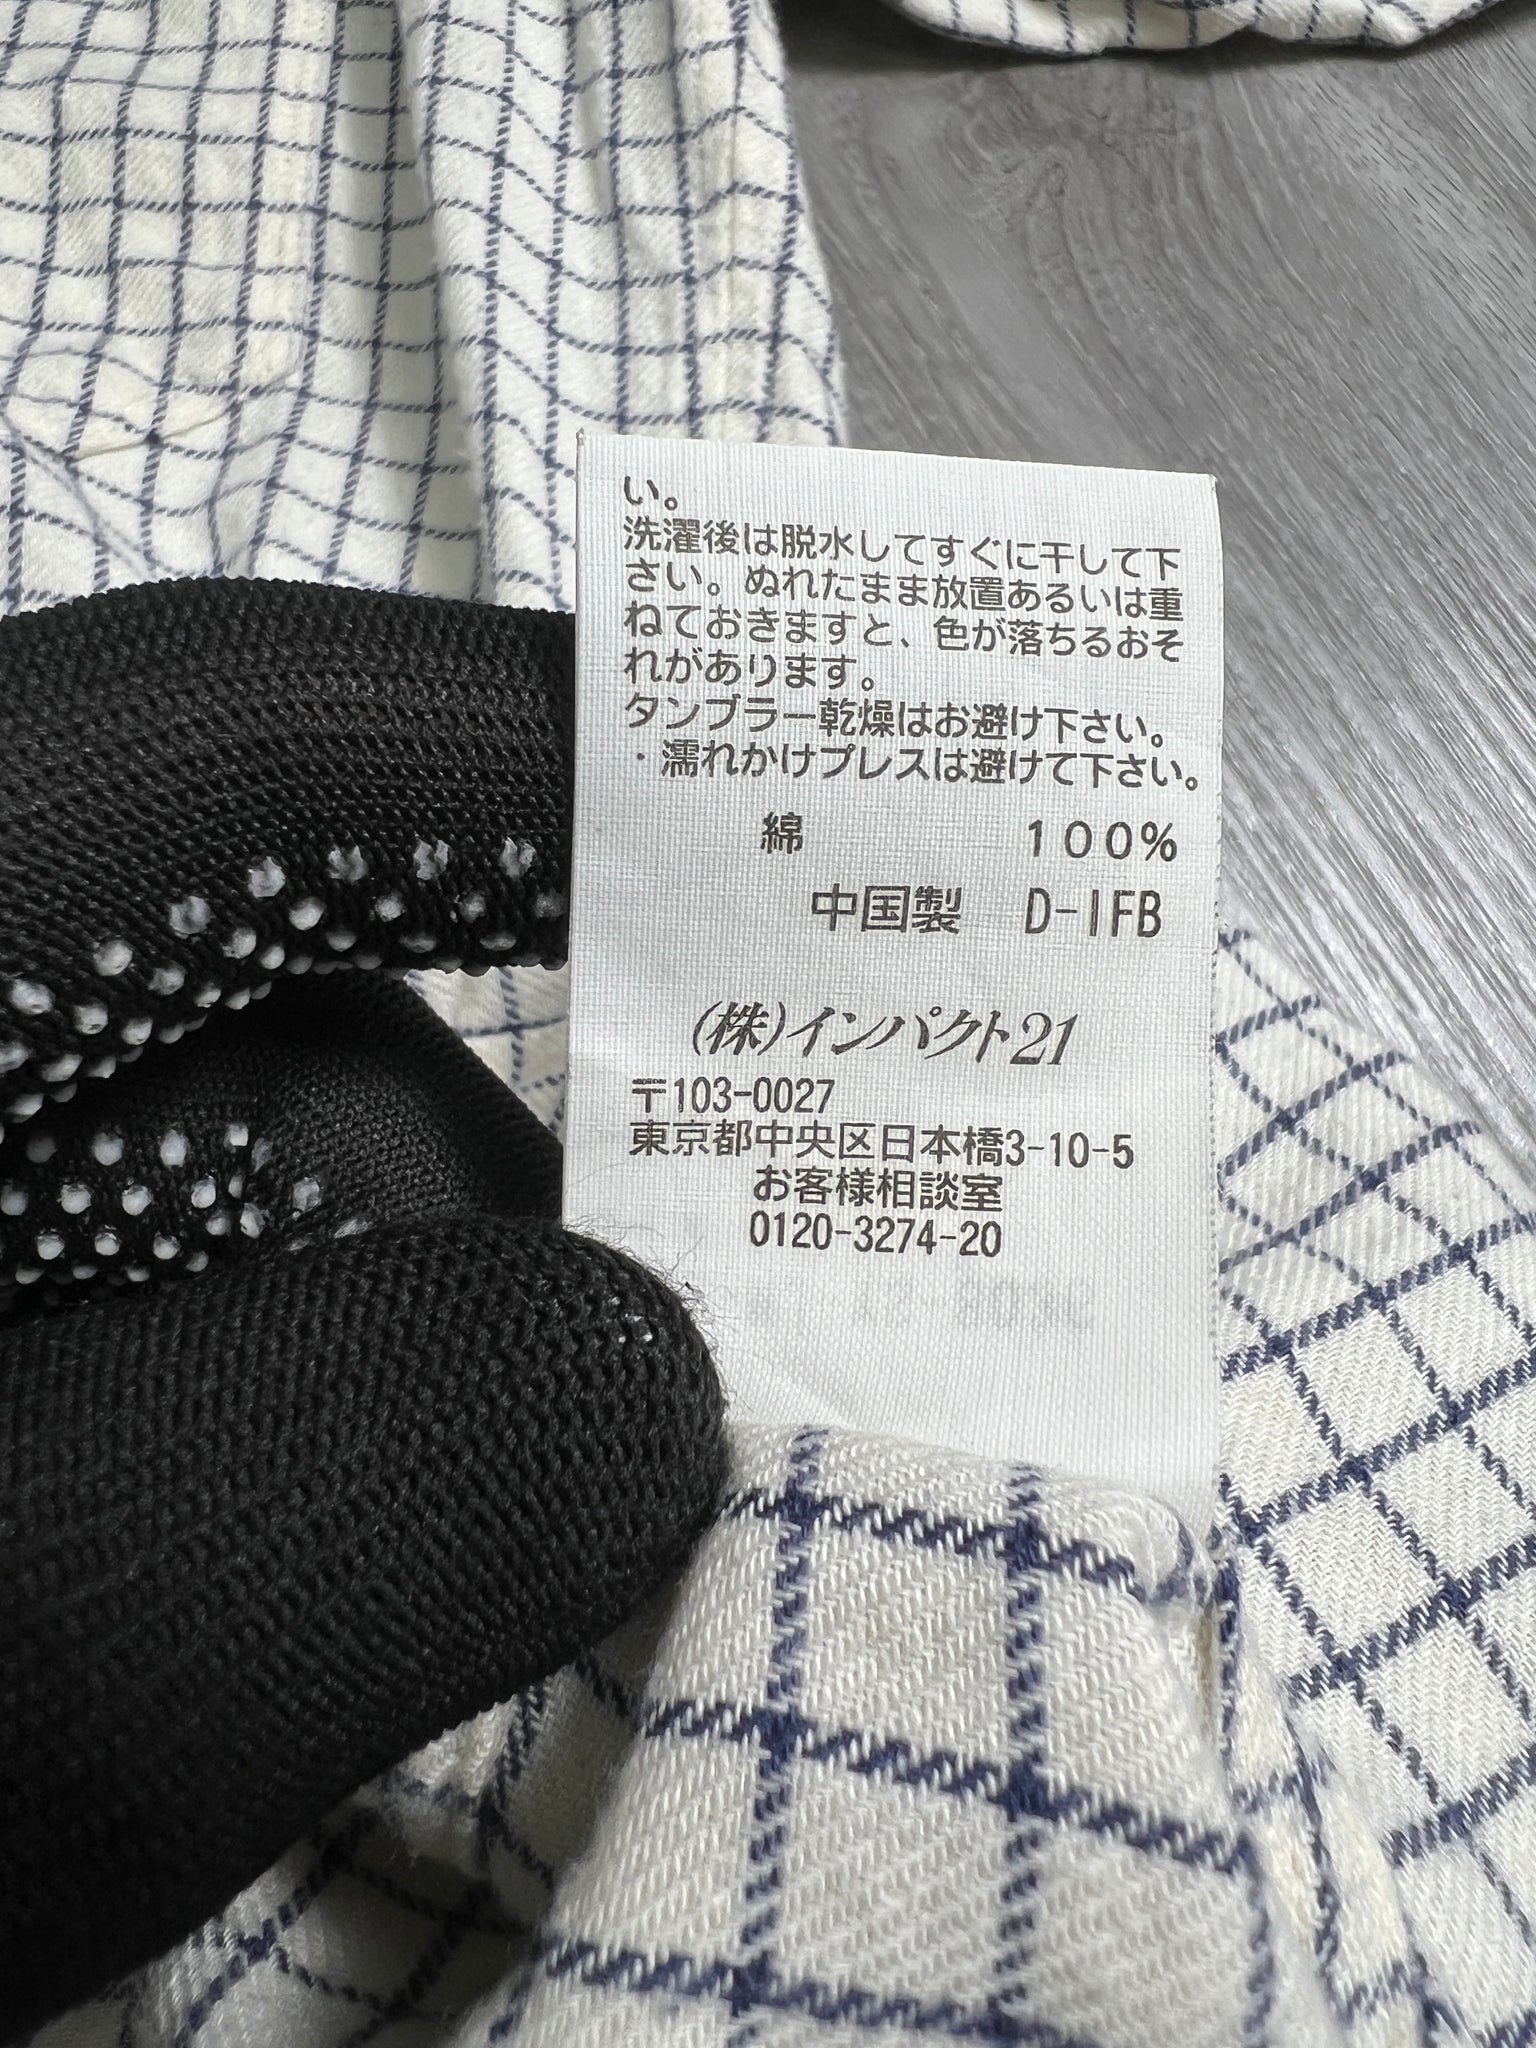 い。
洗濯後は脱水してすぐに干して下
さい。ぬれたまま放置あるいは重
ねておきますと、色が落ちるおそ
れがあります。
タンブラー乾燥はお避け下さい。
・濡れかけプレスは避けて下さい。
綿 100%
中国製 D-IFB
(株)インパクト21
〒103-0027
東京都中央区日本橋3-10-5
お客様相談室
0120-3274-20